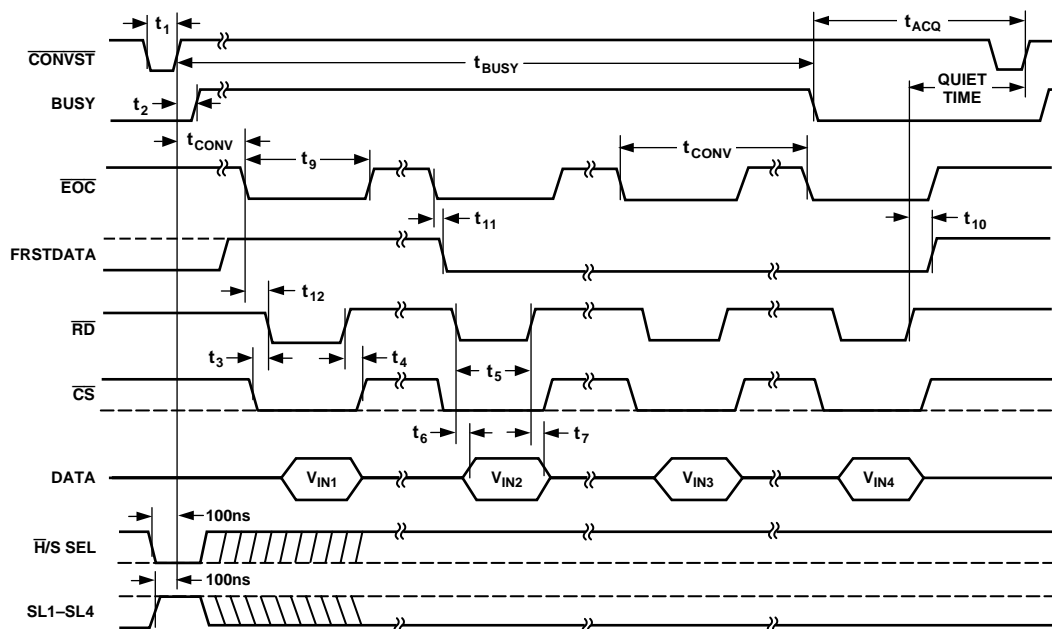 t1
tACQ
CONVST
tBUSY
QUIET
TIME
BUSY
t2
tCONV
t9
tCONV
EOC
t11
t10
FRSTDATA
t12
RD
t3
t4
t5
CS
t6
t7
DATA
VIN1
VIN2
VIN3
VIN4
100ns
H/S SEL
100ns
SL1–SL4